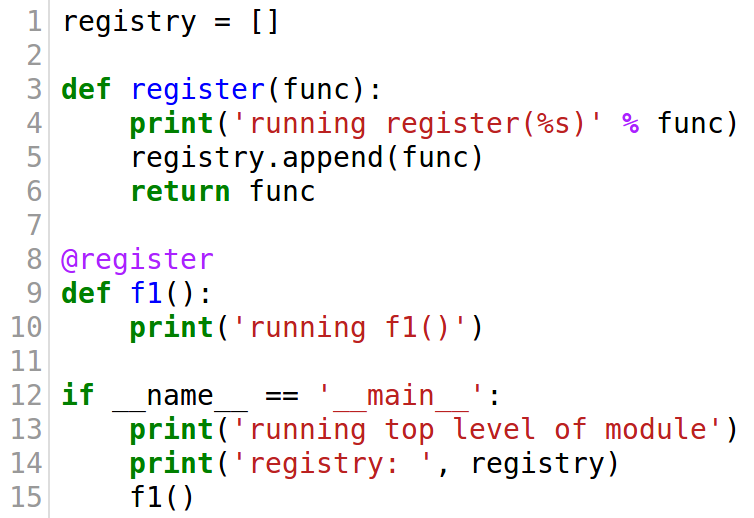 1 registry = []
2
3 def register(func):
4     print('running register(%s)' % func)
5     registry.append(func)
6     return func
7
8 @register
9 def f1():
10     print('running f1()')
11
12 if __name__ == '__main__':
13     print('running top level of module')
14     print('registry: ', registry)
15     f1()